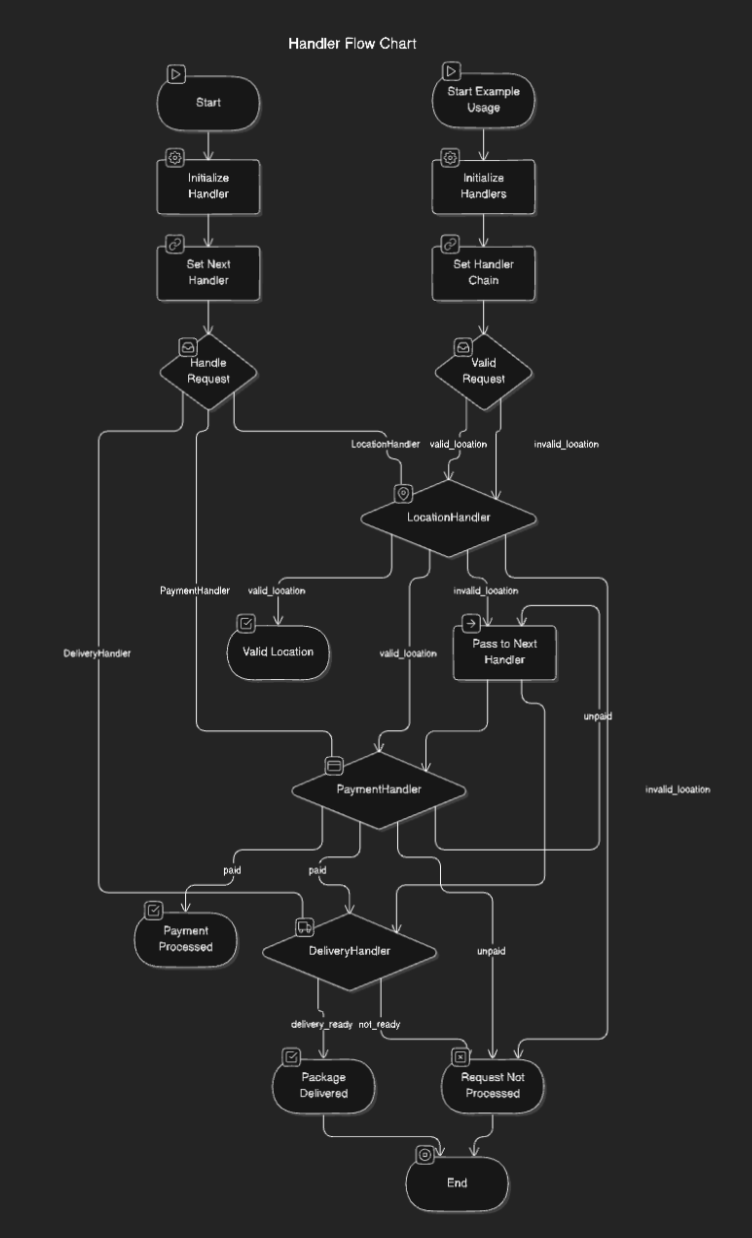 Handler Flow Chart
Start
Start Example
Usage
Initialize
Handler
Initialize
Handlers
Set Next
Handler
Set Handler
Chain
Handle
Request
Valid
Request
LocationHandler
valid_location
invalid_location
LocationHandler
PaymentHandler
valid_location
invalid_location
DeliveryHandler
Valid Location
valid_location
Pass to Next
Handler
unpaid
PaymentHandler
invalid_location
paid
paid
Payment
Processed
DeliveryHandler
unpaid
delivery_ready
not_ready
Package
Delivered
Request Not
Processed
End